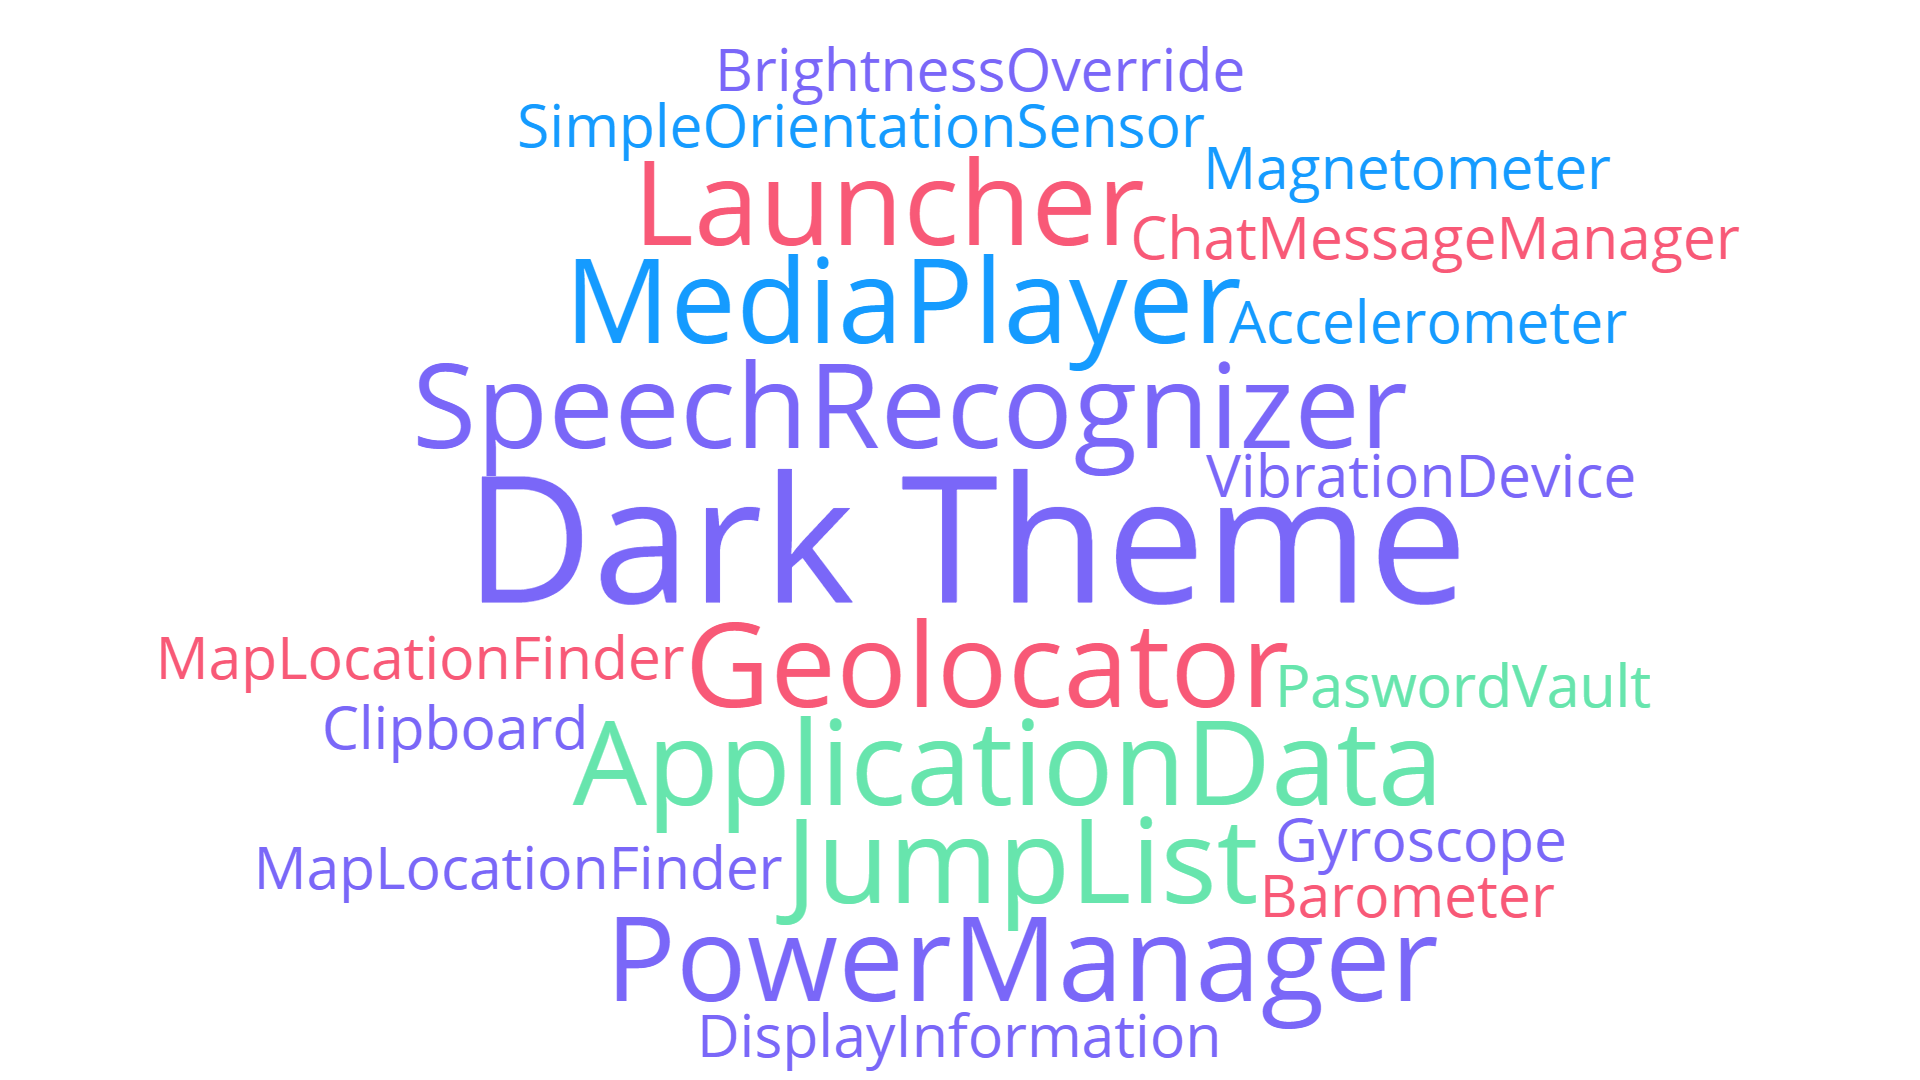 BrightnessOverride
SimpleOrientationSensor
Magnetometer
Launcher
ChatMessageManager
MediaPlayer
Accelerometer
SpeechRecognizer
VibrationDevice
Dark Theme
MapLocationFinder
Geolocator
PaswordVault
Clipboard
ApplicationData
Gyroscope
MapLocationFinder
JumpList
Barometer
PowerManager
DisplayInformation